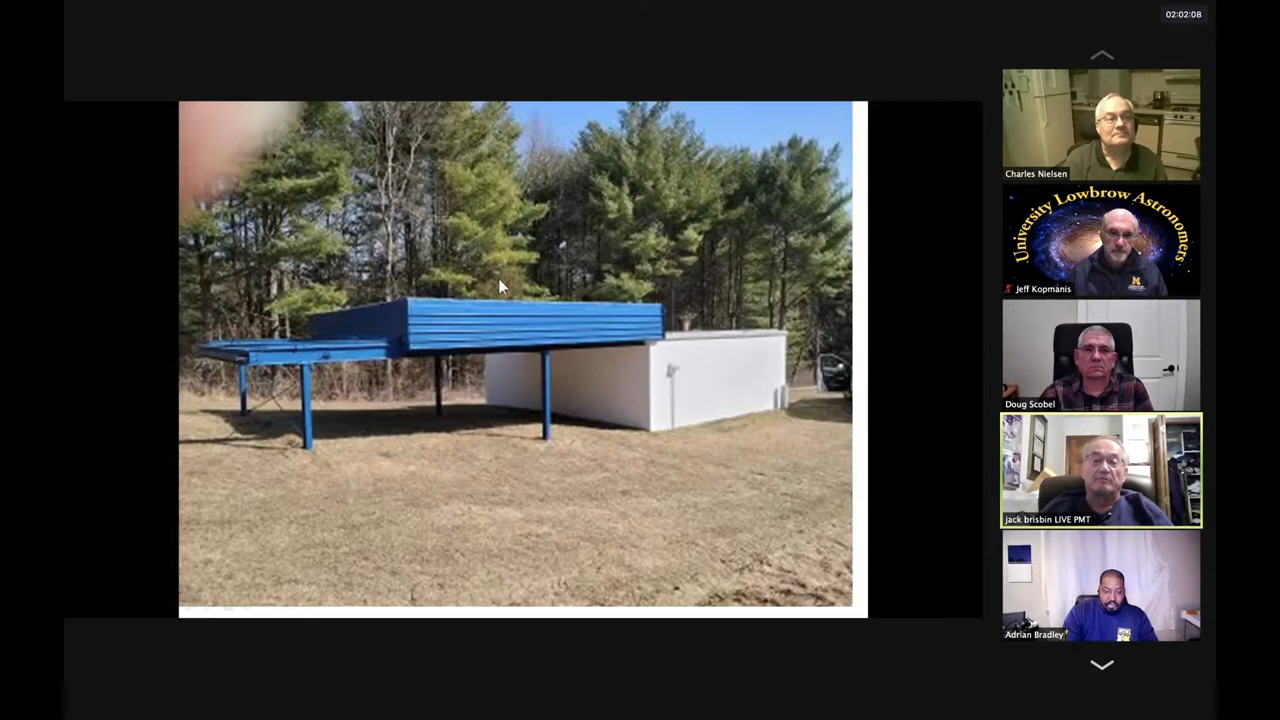 02:02:08
Charles Nielsen
University Lowbrow Astronomers
Jeff Kopmanis
Doug Scobel
jack brisbin LIVE PMT
Adrian Bradley